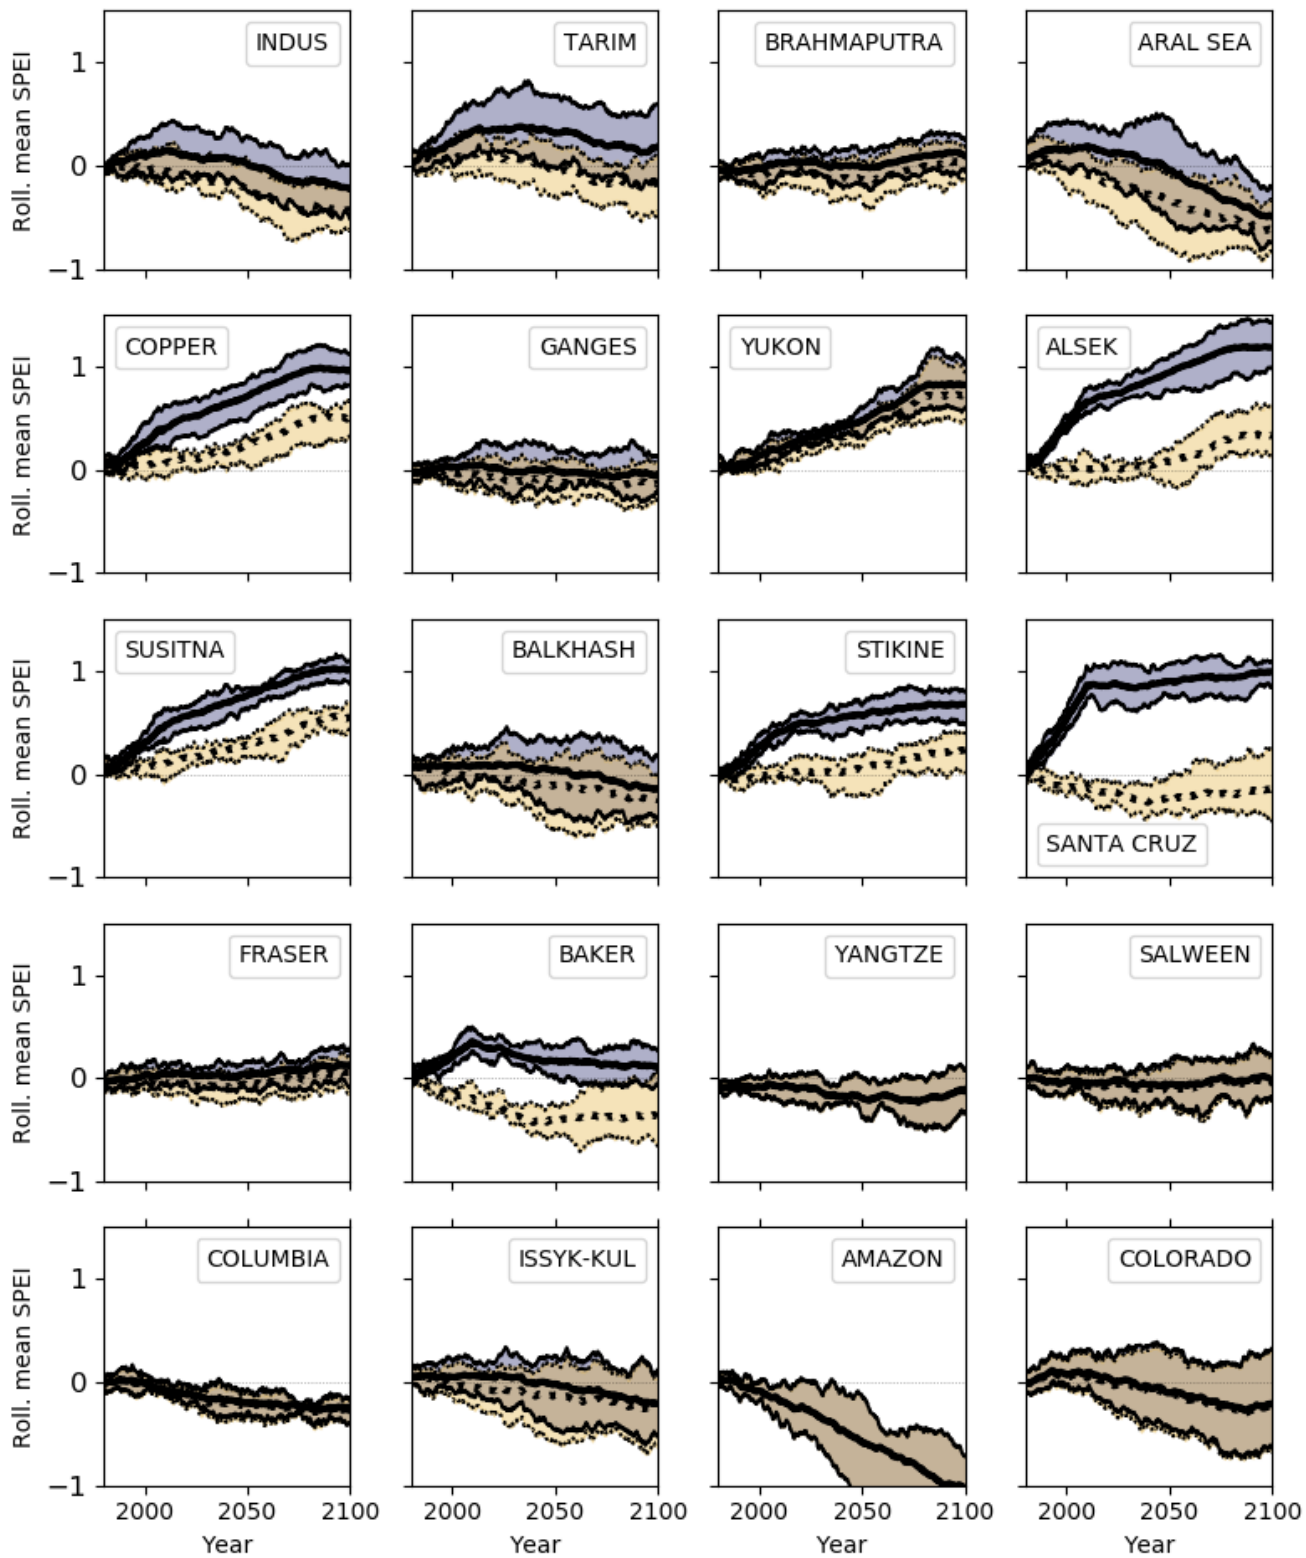 INDUS
TARIM
BRAHMAPUTRA
ARAL SEA
Roll. mean SPEI
1
0
−1
COPPER
GANGES
YUKON
ALSEK
Roll. mean SPEI
1
0
−1
SUSITNA
BALKHASH
STIKINE
SANTA CRUZ
Roll. mean SPEI
1
0
−1
FRASER
BAKER
YANGTZE
SALWEEN
Roll. mean SPEI
1
0
−1
COLUMBIA
ISSYK-KUL
AMAZON
COLORADO
Roll. mean SPEI
1
0
−1
2000 2050 2100 2000 2050 2100 2000 2050 2100 2000 2050 2100
Year Year Year Year